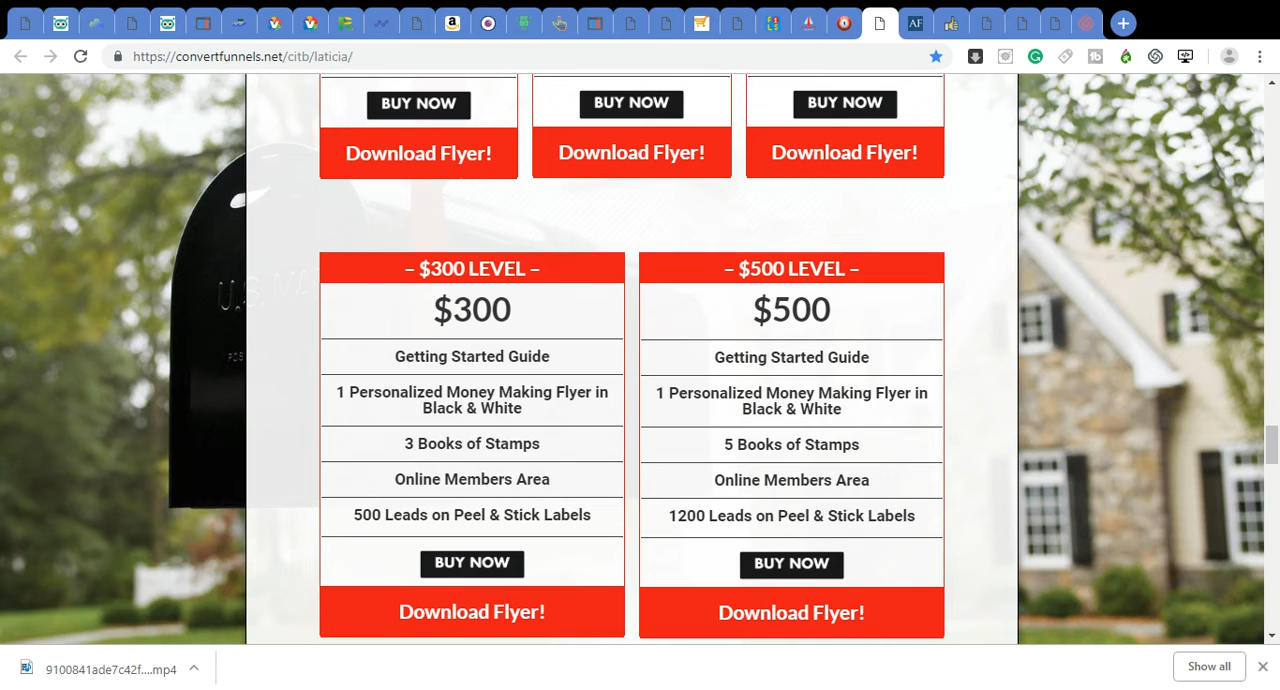 https://convertfunnels.net/citb/laticia/
BUY NOW
BUY NOW
BUY NOW
Download Flyer!
Download Flyer!
Download Flyer!
U.S. MA
– $300 LEVEL –
$300
Getting Started Guide
1 Personalized Money Making Flyer in
Black & White
3 Books of Stamps
Online Members Area
500 Leads on Peel & Stick Labels
BUY NOW
Download Flyer!
– $500 LEVEL –
$500
Getting Started Guide
1 Personalized Money Making Flyer in
Black & White
5 Books of Stamps
Online Members Area
1200 Leads on Peel & Stick Labels
BUY NOW
Download Flyer!
9100841ade7c42f....mp4
Show all